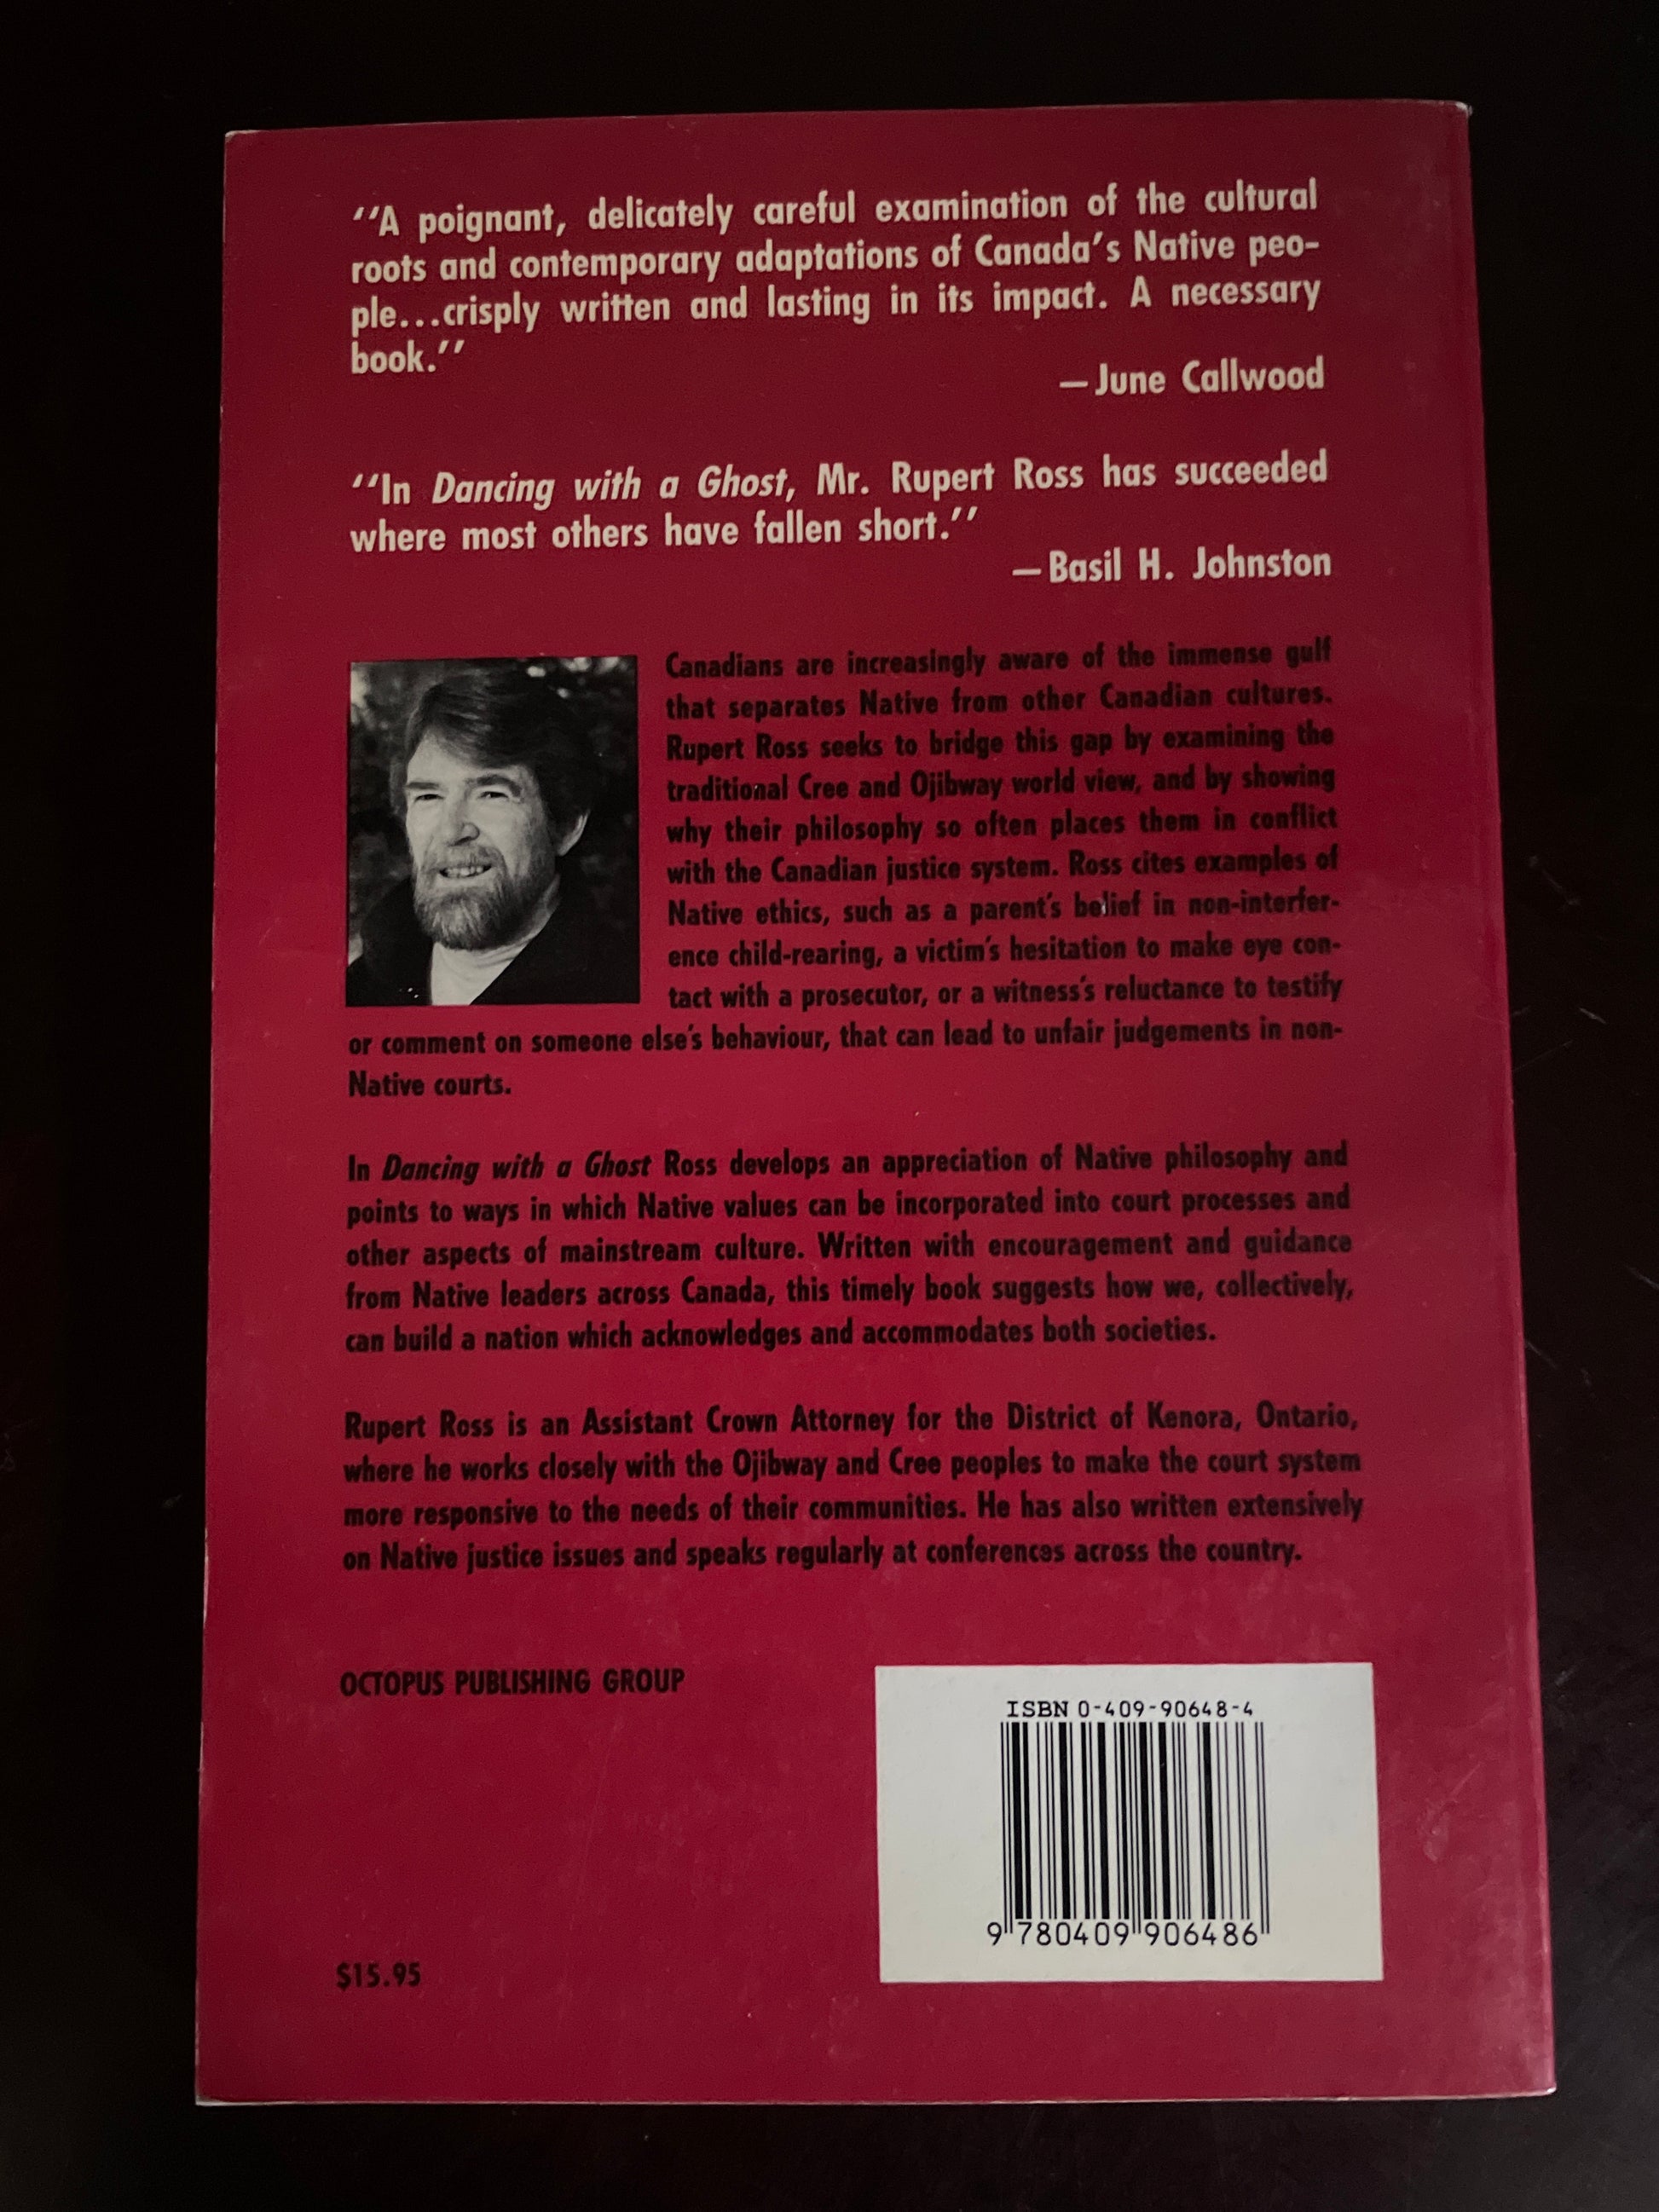 “A poignant, delicately careful examination of the cultural
roots and contemporary adaptations of Canada’s Native peo-
ple...crisply written and lasting in its impact. A necessary
book.”
—June Callwood
“In Dancing with a Ghost, Mr. Rupert Ross has succeeded
where most others have fallen short.”
—Basil H. Johnston
Canadians are increasingly aware of the immense gulf
that separates Native from other Canadian cultures.
Rupert Ross seeks to bridge this gap by examining the
traditional Cree and Ojibway world view, and by showing
why their philosophy so often places them in conflict
with the Canadian justice system. Ross cites examples of
Native ethics, such as a parent’s belief in non-interfer-
ence child-rearing, a victim’s hesitation to make eye con-
tact with a prosecutor, or a witness’s reluctance to testify
or comment on someone else’s behaviour, that can lead to unfair judgements in non-
Native courts.
In Dancing with a Ghost Ross develops an appreciation of Native philosophy and
points to ways in which Native values can be incorporated into court processes and
other aspects of mainstream culture. Written with encouragement and guidance
from Native leaders across Canada, this timely book suggests how we, collectively,
can build a nation which acknowledges and accommodates both societies.
Rupert Ross is an Assistant Crown Attorney for the District of Kenora, Ontario,
where he works closely with the Ojibway and Cree peoples to make the court system
more responsive to the needs of their communities. He has also written extensively
on Native justice issues and speaks regularly at conferences across the country.
OCTOPUS PUBLISHING GROUP
ISBN 0-409-90648-4
9 780409 906486
$15.95